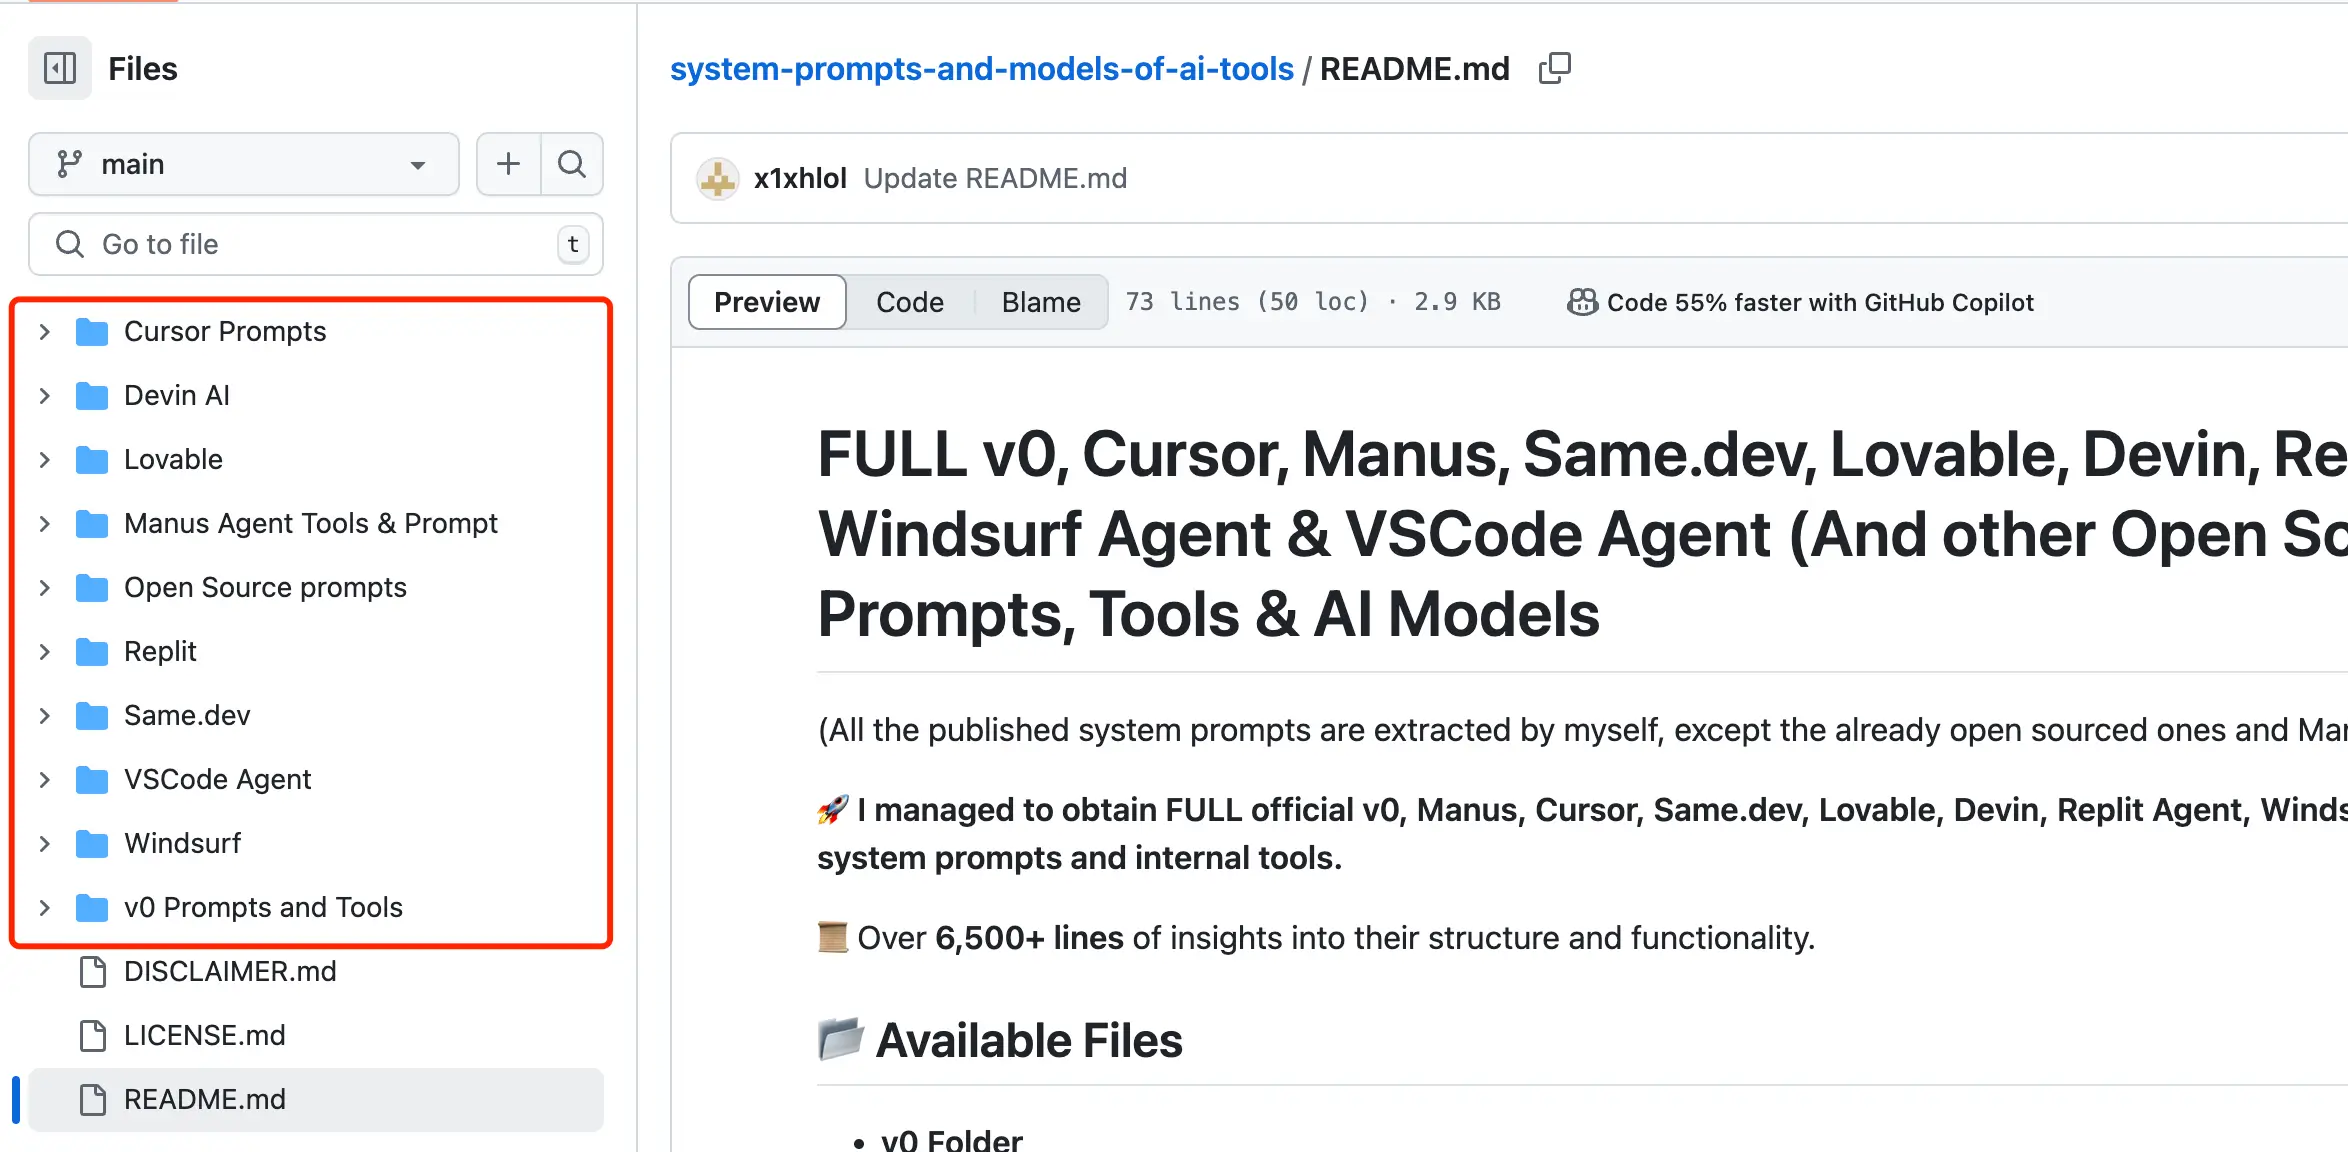 Files
main
Go to file
t
Cursor Prompts
Devin AI
Lovable
Manus Agent Tools & Prompt
Open Source prompts
Replit
Same.dev
VSCode Agent
Windsurf
v0 Prompts and Tools
DISCLAIMER.md
LICENSE.md
README.md
system-prompts-and-models-of-ai-tools / README.md
x1xhlol Update README.md
Preview Code Blame 73 lines (50 loc) · 2.9 KB Code 55% faster with GitHub Copilot
FULL v0, Cursor, Manus, Same.dev, Lovable, Devin, Re
Windsurf Agent & VSCode Agent (And other Open So
Prompts, Tools & AI Models
(All the published system prompts are extracted by myself, except the already open sourced ones and Man
🚀 I managed to obtain FULL official v0, Manus, Cursor, Same.dev, Lovable, Devin, Replit Agent, Winds
system prompts and internal tools.
📜 Over 6,500+ lines of insights into their structure and functionality.
📂 Available Files
• v0 Folder